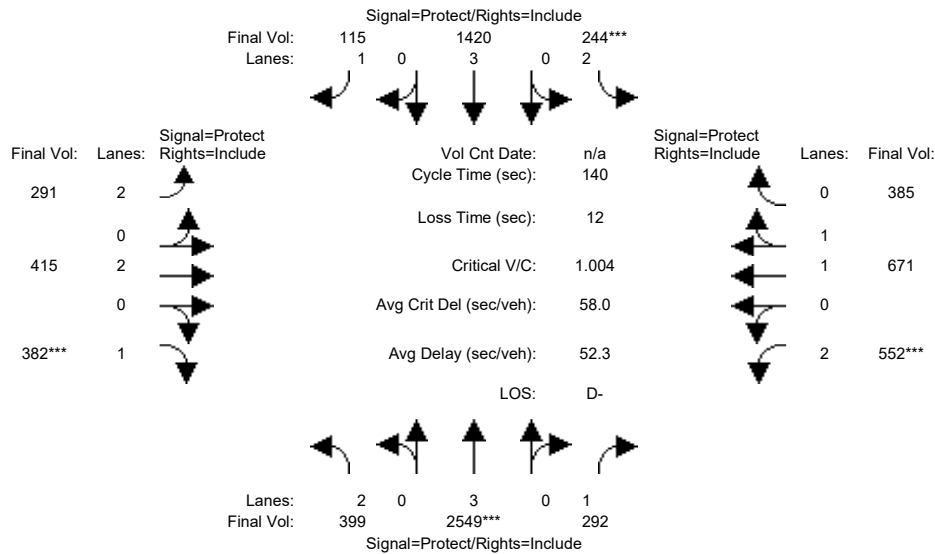 Signal=Protect/Rights=Include
Final Vol: 115 1420 244***
Lanes: 1 0 3 0 2
Signal=Protect Signal=Protect
Final Vol: Lanes: Rights=Include Vol Cnt Date: n/a Rights=Include Lanes: Final Vol:
Cycle Time (sec): 140
291 2 0 385
Loss Time (sec): 12
0 1
415 2 Critical V/C: 1.004 1 671
0 Avg Crit Del (sec/veh): 58.0 0
382*** 1 Avg Delay (sec/veh): 52.3 2 552***
LOS: D-
Lanes: 2 0 3 0 1
Final Vol: 399 2549*** 292
Signal=Protect/Rights=Include